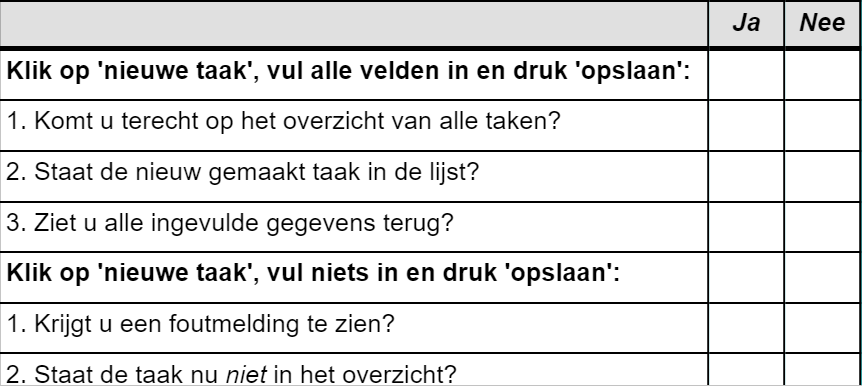 Ja Nee
Klik op 'nieuwe taak', vul alle velden in en druk 'opslaan':
1. Komt u terecht op het overzicht van alle taken?
2. Staat de nieuw gemaakt taak in de lijst?
3. Ziet u alle ingevulde gegevens terug?
Klik op 'nieuwe taak', vul niets in en druk 'opslaan':
1. Krijgt u een foutmelding te zien?
2. Staat de taak nu niet in het overzicht?